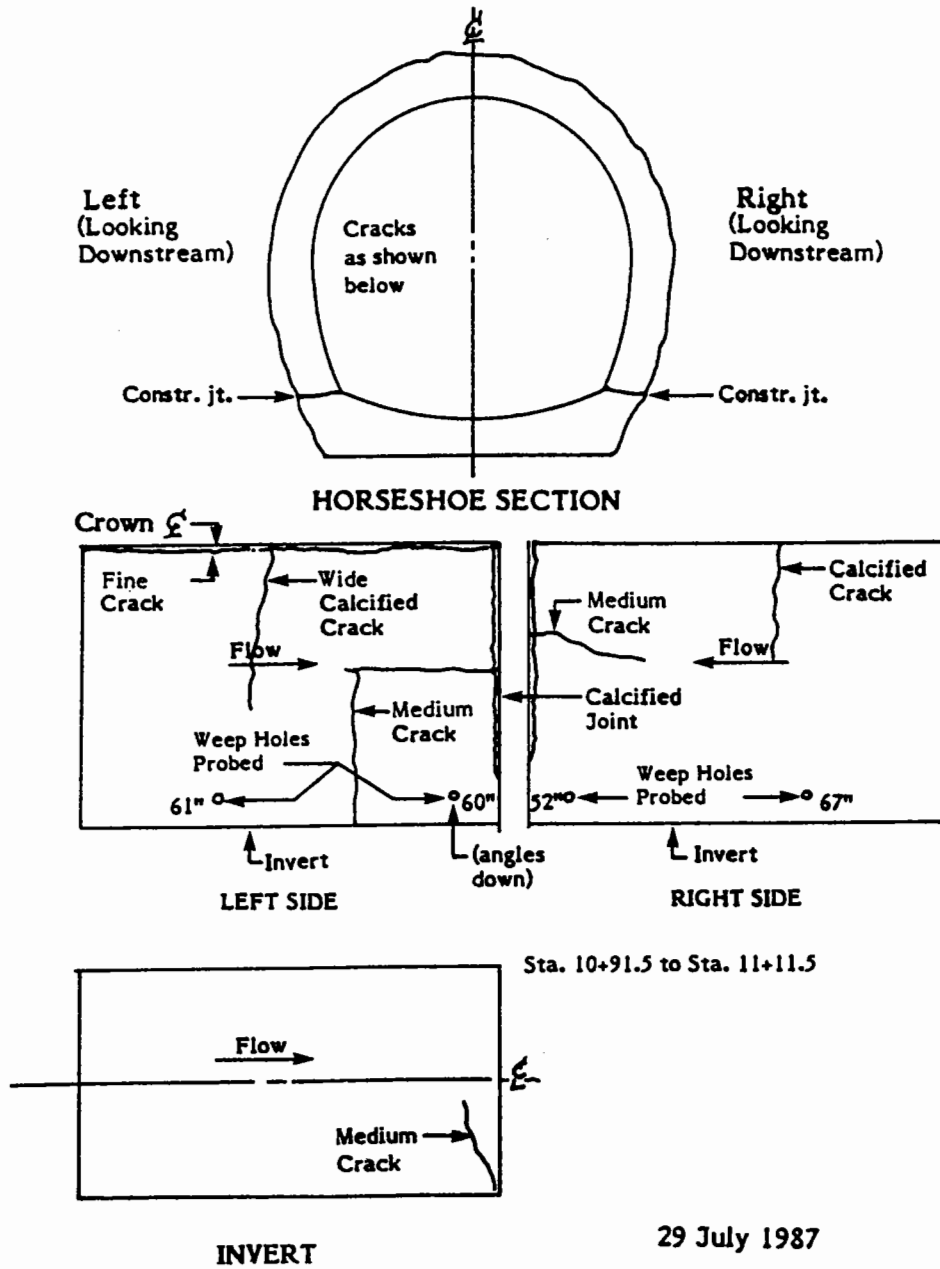 ℄
Left
(Looking
Downstream)
Right
(Looking
Downstream)
Cracks
as shown
below
Constr. jt.
Constr. jt.
HORSESHOE SECTION
Crown ℄
Fine
Crack
Wide
Calcified
Crack
Flow
Medium
Crack
Weep Holes
Probed
61"
60"
Invert
(angles
down)
LEFT SIDE
Calcified
Joint
Medium
Crack
Calcified
Crack
Flow
Weep Holes
Probed
52"
67"
Invert
RIGHT SIDE
Sta. 10+91.5 to Sta. 11+11.5
Flow
℄
Medium
Crack
INVERT
29 July 1987